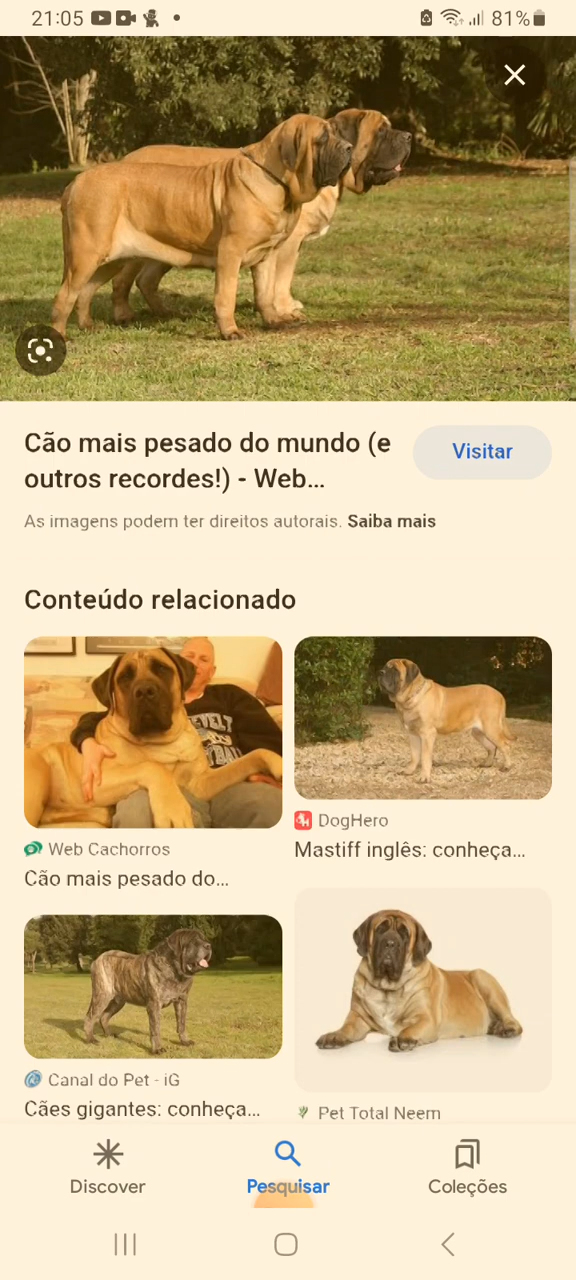 21:05
81%
Cão mais pesado do mundo (e
outros recordes!) - Web...
Visitar
As imagens podem ter direitos autorais. Saiba mais
Conteúdo relacionado
Web Cachorros
Cão mais pesado do...
DogHero
Mastiff inglês: conheça...
Canal do Pet - iG
Cães gigantes: conheça...
Pet Total Neem
Discover
Pesquisar
Coleções